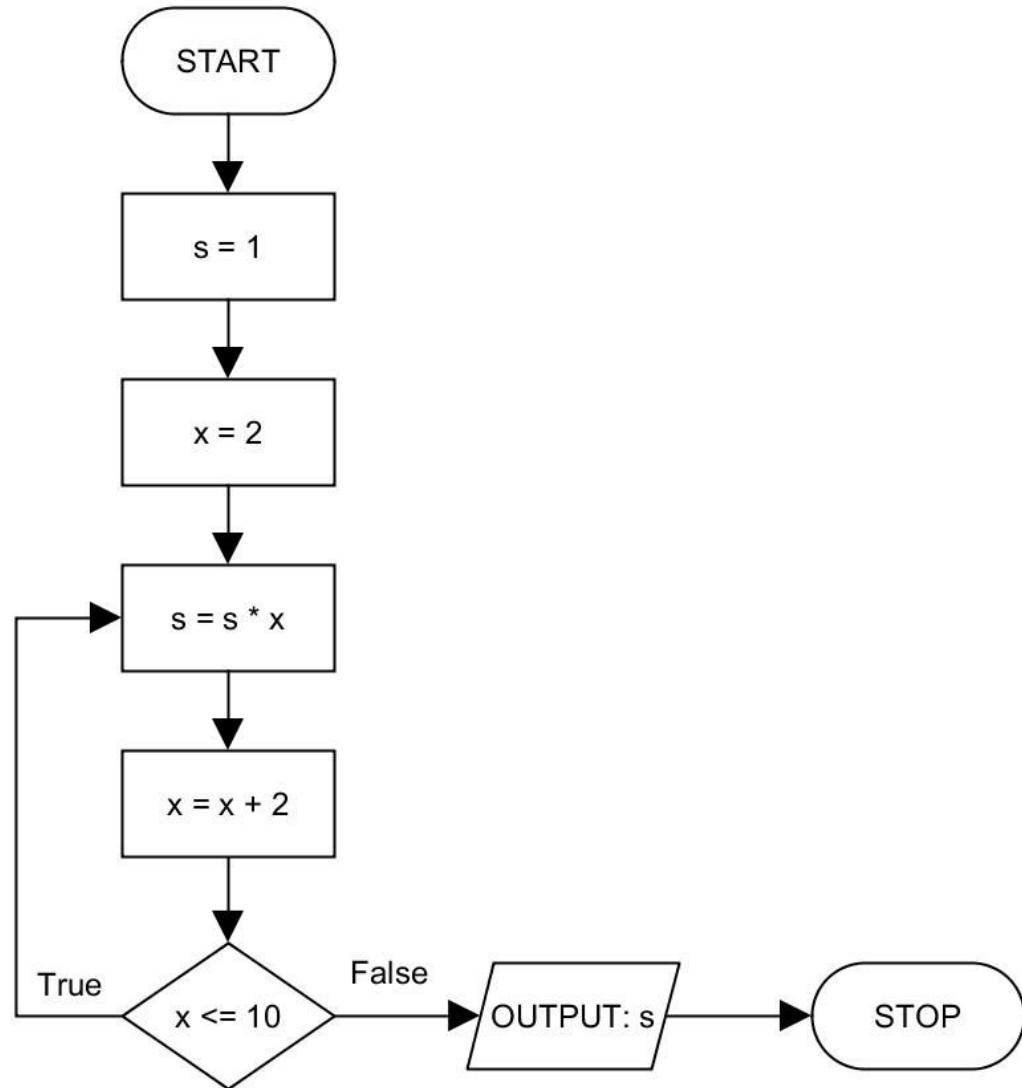 START
s = 1
x = 2
s = s * x
x = x + 2
True
x <= 10
False
OUTPUT: s
STOP